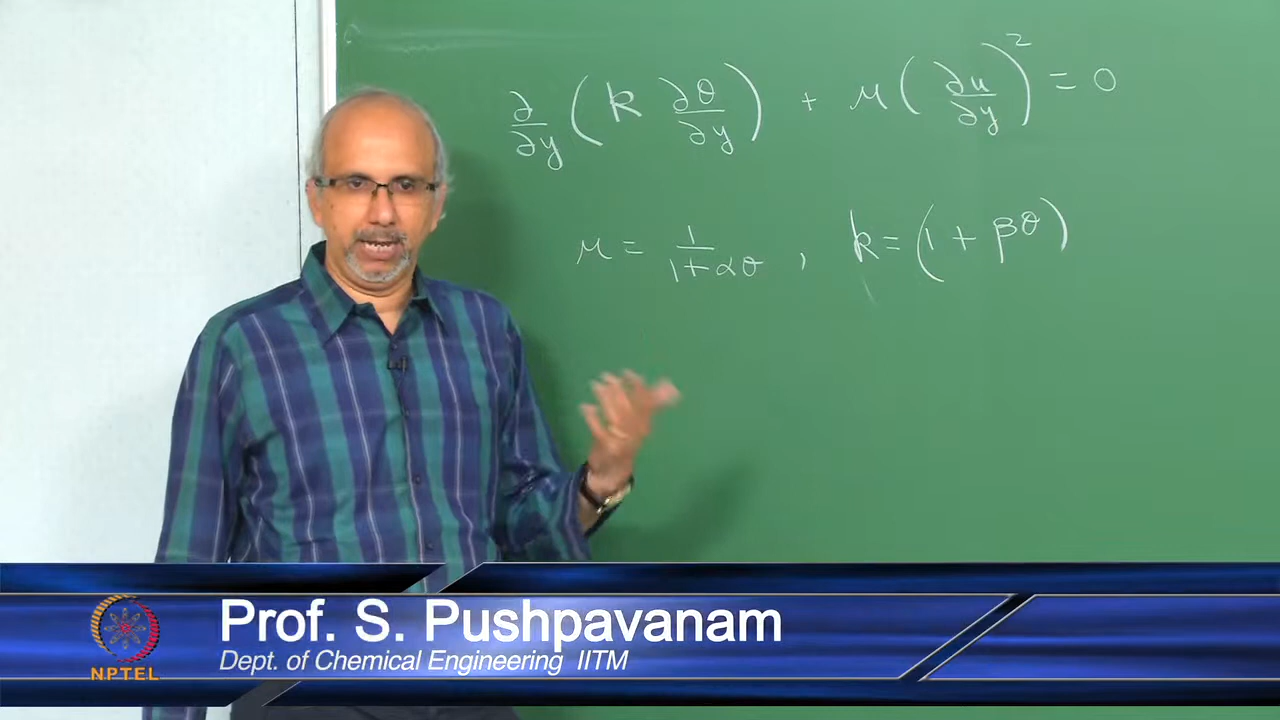 ∂/∂y ( k ∂θ/∂y ) + μ ( ∂u/∂y )² = 0
μ = 1/(1+αθ) , k = (1 + βθ)
Prof. S. Pushpavanam
Dept. of Chemical Engineering IITM
NPTEL